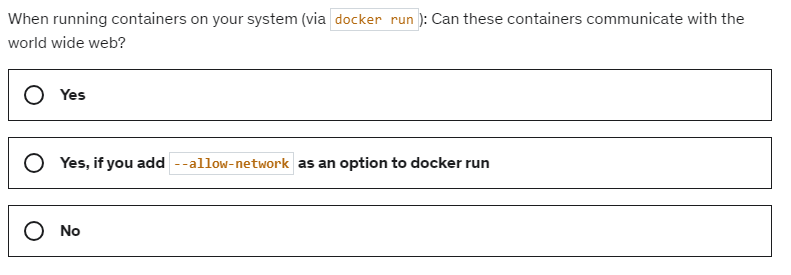 When running containers on your system (via docker run): Can these containers communicate with the
world wide web?
Yes
Yes, if you add --allow-network as an option to docker run
No